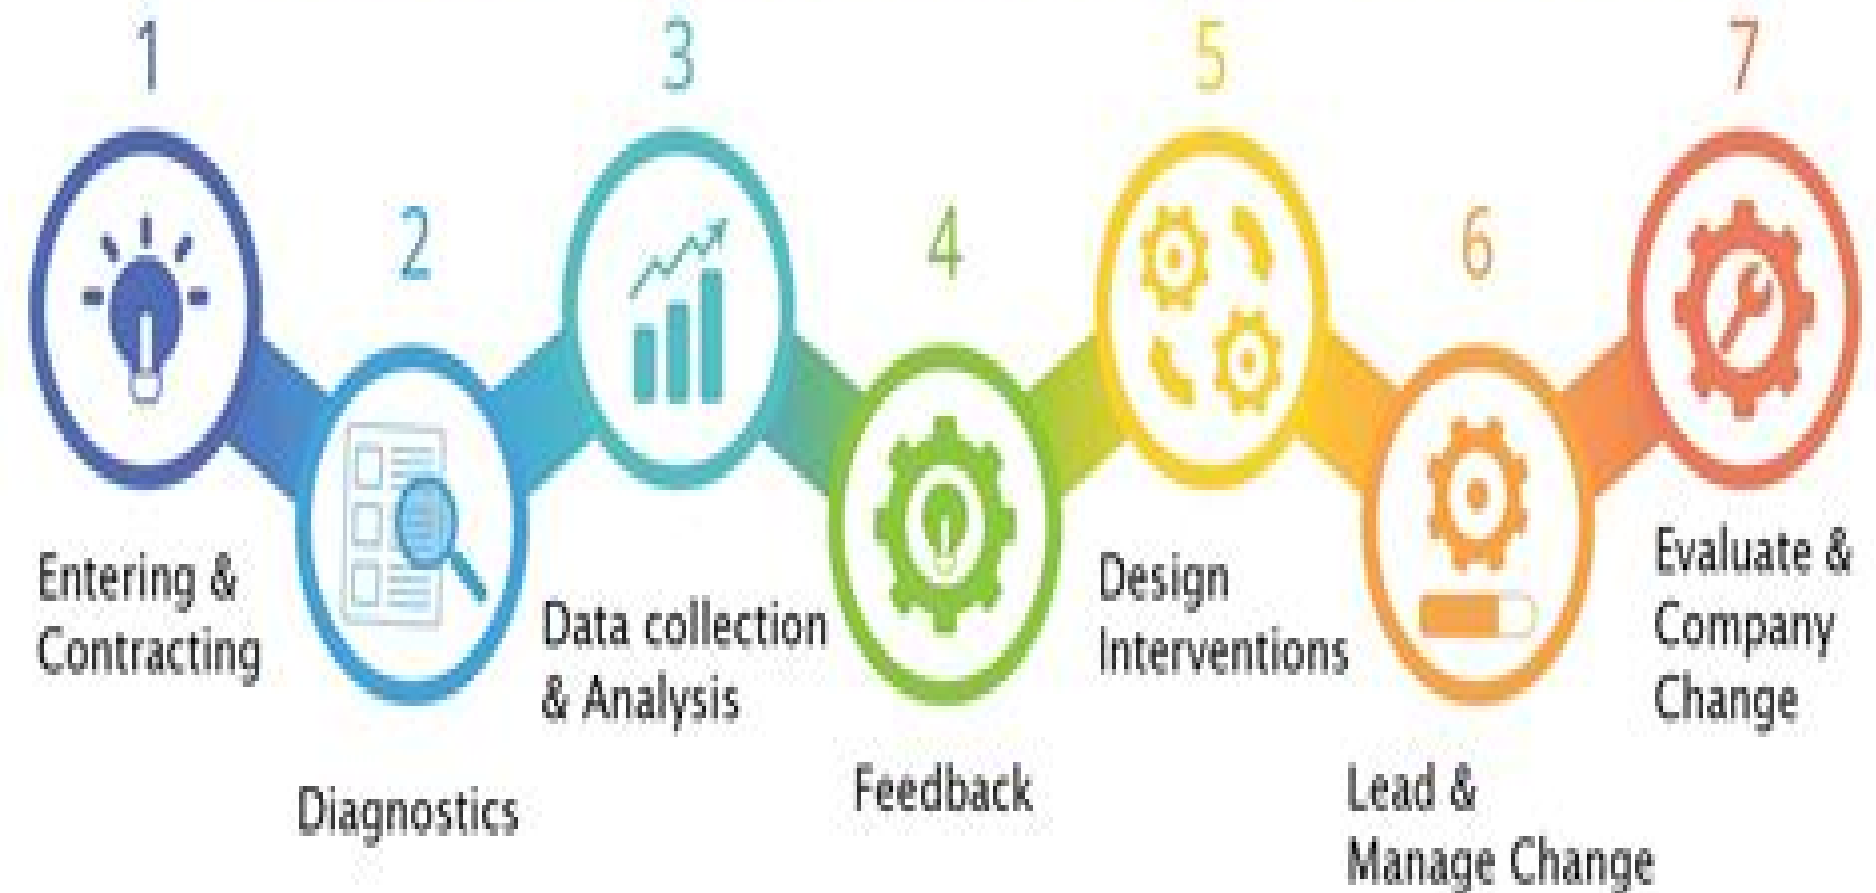 1
Entering &
Contracting
2
Diagnostics
3
Data collection
& Analysis
4
Feedback
5
Design
Interventions
6
Lead &
Manage Change
7
Evaluate &
Company
Change